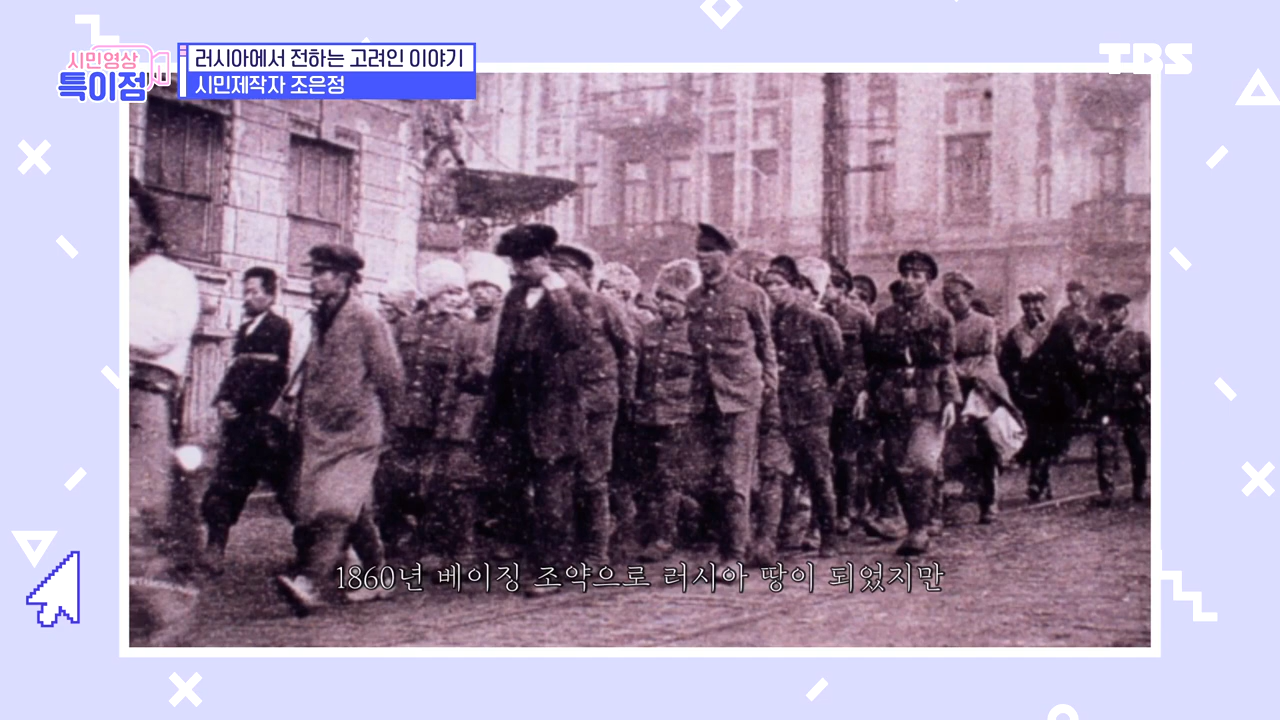 시민영상
특이점
러시아에서 전하는 고려인 이야기
시민제작자 조은정
TBS
1860년 베이징 조약으로 러시아 땅이 되었지만